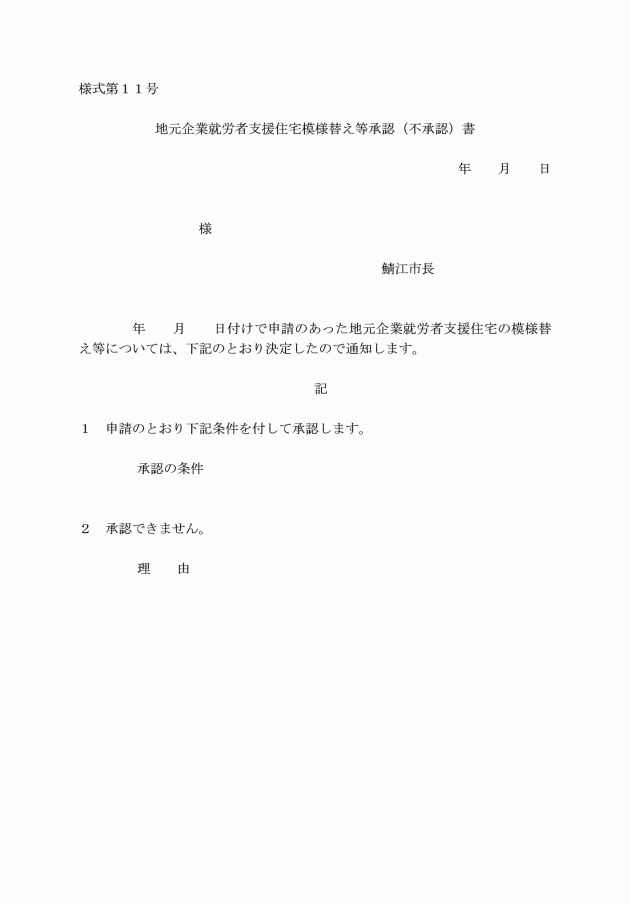 様式第１１号
地元企業就労者支援住宅模様替え等承認（不承認）書
年　　月　　日
様
鯖江市長
年　　月　　日付けで申請のあった地元企業就労者支援住宅の模様替
え等については、下記のとおり決定したので通知します。
記
１　申請のとおり下記条件を付して承認します。
承認の条件
２　承認できません。
理　　由